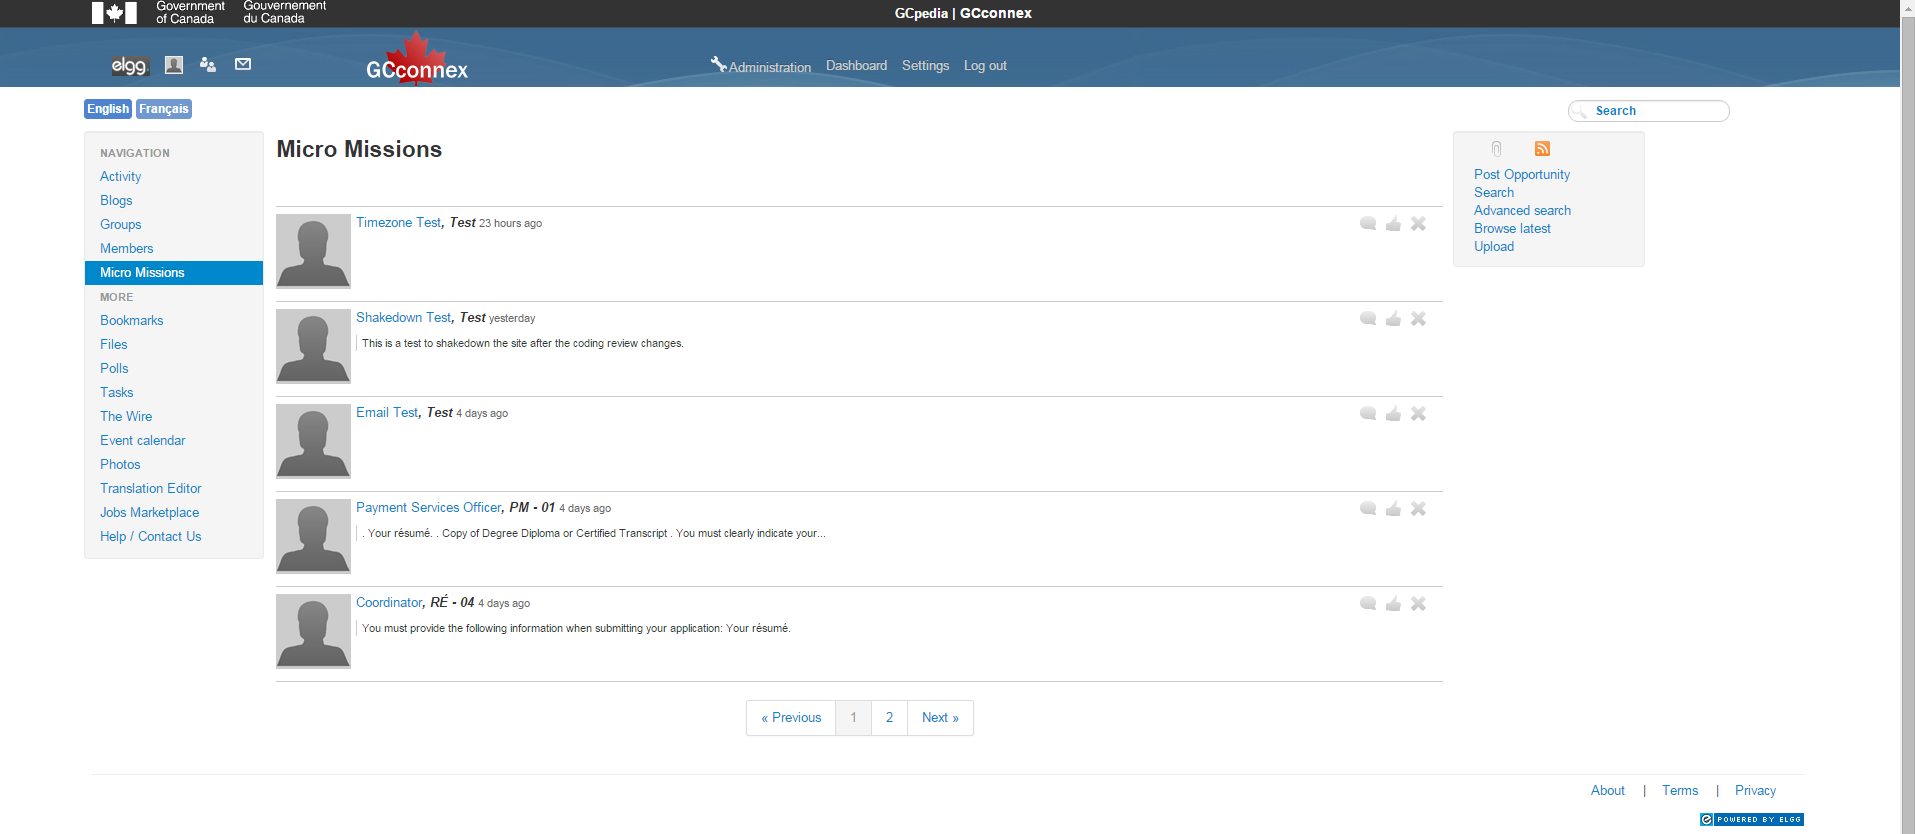 Government of Canada
Gouvernement du Canada
GCpedia | GCconnex
elgg.
GCconnex
Administration Dashboard Settings Log out
English Français
Search
NAVIGATION
Activity
Blogs
Groups
Members
Micro Missions
MORE
Bookmarks
Files
Polls
Tasks
The Wire
Event calendar
Photos
Translation Editor
Jobs Marketplace
Help / Contact Us
Micro Missions
Timezone Test, Test 23 hours ago
Shakedown Test, Test yesterday
This is a test to shakedown the site after the coding review changes.
Email Test, Test 4 days ago
Payment Services Officer, PM - 01 4 days ago
. Your résumé. . Copy of Degree Diploma or Certified Transcript . You must clearly indicate your...
Coordinator, RÉ - 04 4 days ago
You must provide the following information when submitting your application: Your résumé.
« Previous 1 2 Next »
Post Opportunity
Search
Advanced search
Browse latest
Upload
About | Terms | Privacy
POWERED BY ELGG